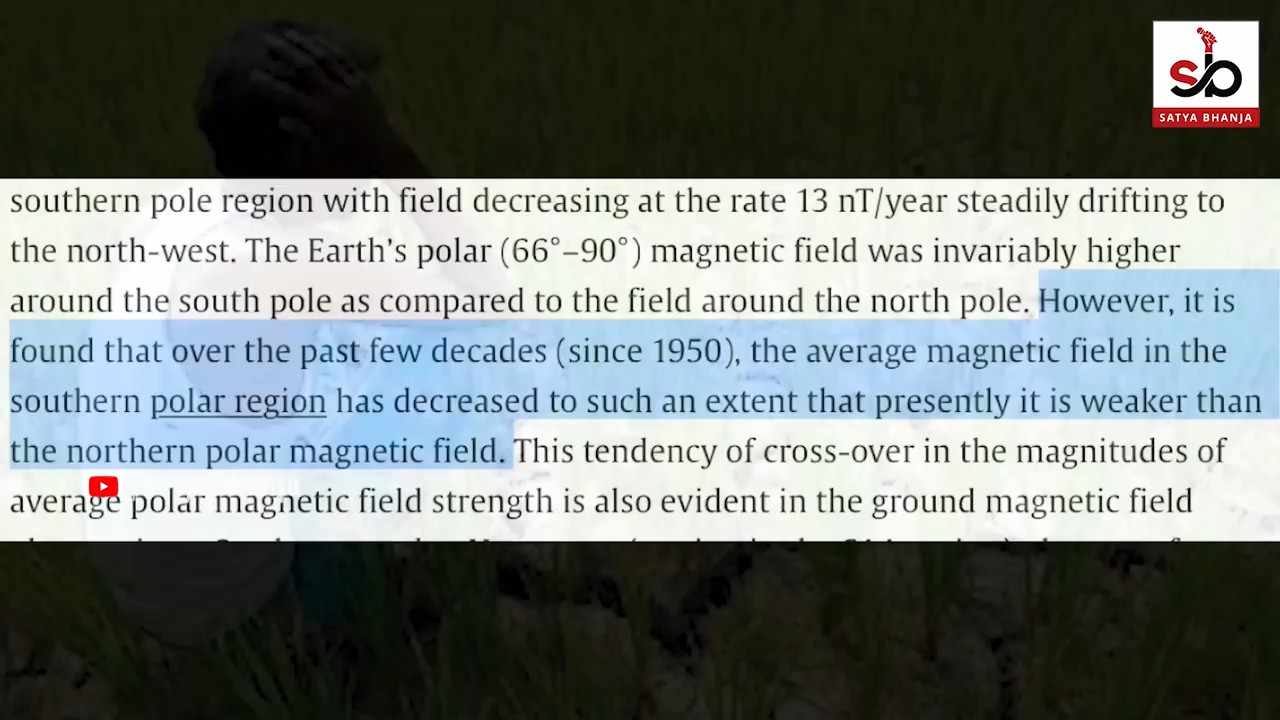 sb
SATYA BHANJA
southern pole region with field decreasing at the rate 13 nT/year steadily drifting to
the north-west. The Earth's polar (66°–90°) magnetic field was invariably higher
around the south pole as compared to the field around the north pole. However, it is
found that over the past few decades (since 1950), the average magnetic field in the
southern polar region has decreased to such an extent that presently it is weaker than
the northern polar magnetic field. This tendency of cross-over in the magnitudes of
average polar magnetic field strength is also evident in the ground magnetic field